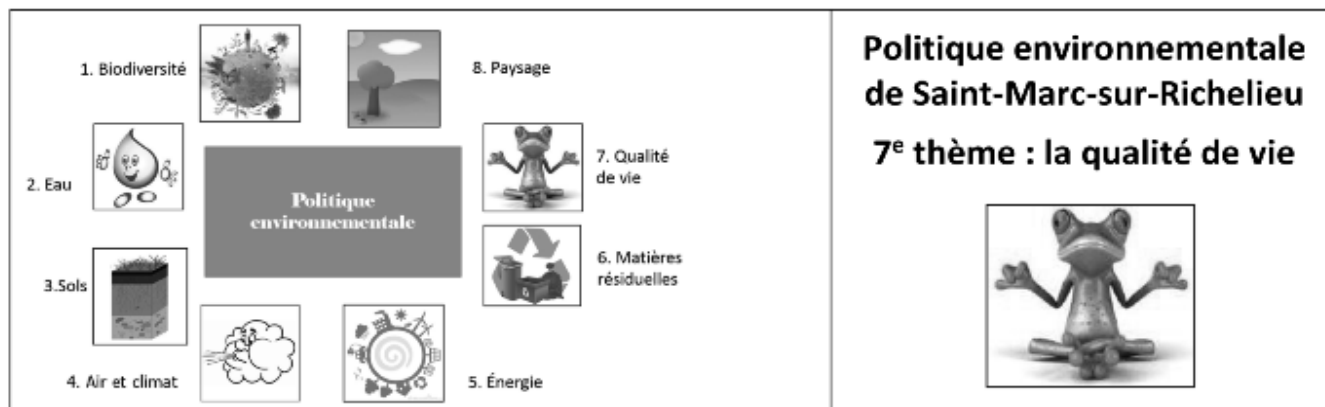 1. Biodiversité
2. Eau
3.Sols
4. Air et climat
5. Énergie
6. Matières
résiduelles
7. Qualité
de vie
8. Paysage
Politique
environnementale
Politique environnementale
de Saint-Marc-sur-Richelieu
7e thème : la qualité de vie